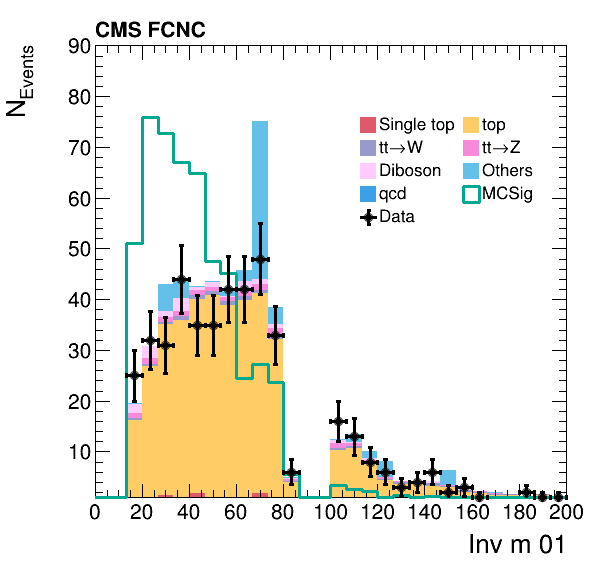 CMS FCNC
N_Events
90
80
70
60
50
40
30
20
10
Single top
top
tt→W
tt→Z
Diboson
Others
qcd
MCSig
Data
0 20 40 60 80 100 120 140 160 180 200
Inv m 01